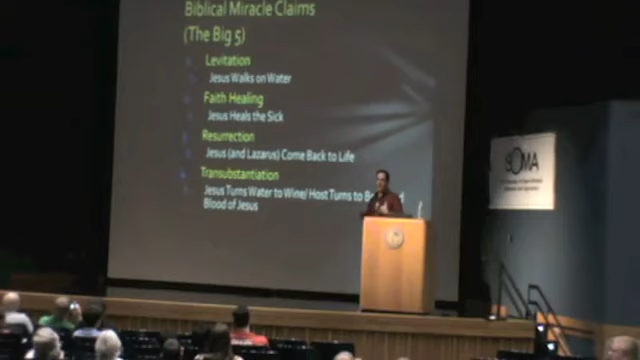 Biblical Miracle Claims
(The Big 5)
Levitation
Jesus Walks on Water
Faith Healing
Jesus Heals the Sick
Resurrection
Jesus (and Lazarus) Come Back to Life
Transubstantiation
Jesus Turns Water to Wine/ Host Turns to
Blood of Jesus
SOMA